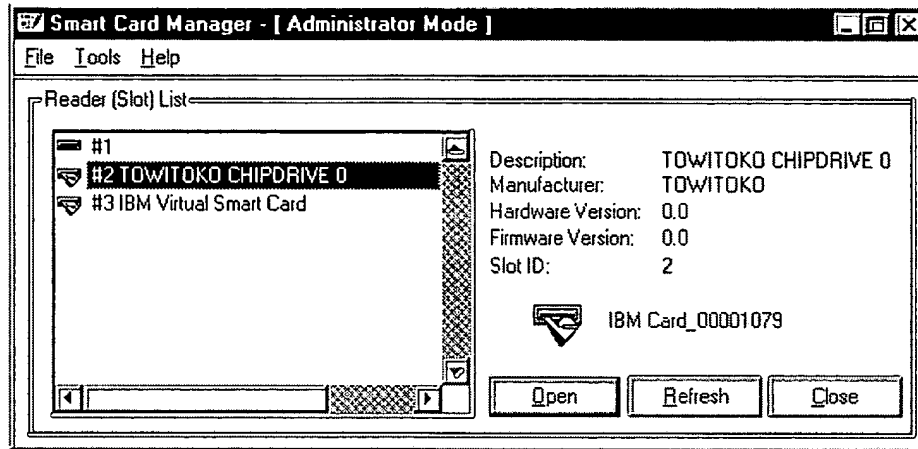 Smart Card Manager - [ Administrator Mode ]
File Tools Help
Reader (Slot) List
#1
#2 TOWITOKO CHIPDRIVE 0
#3 IBM Virtual Smart Card
Description: TOWITOKO CHIPDRIVE 0
Manufacturer: TOWITOKO
Hardware Version: 0.0
Firmware Version: 0.0
Slot ID: 2
IBM Card_00001079
Open Refresh Close